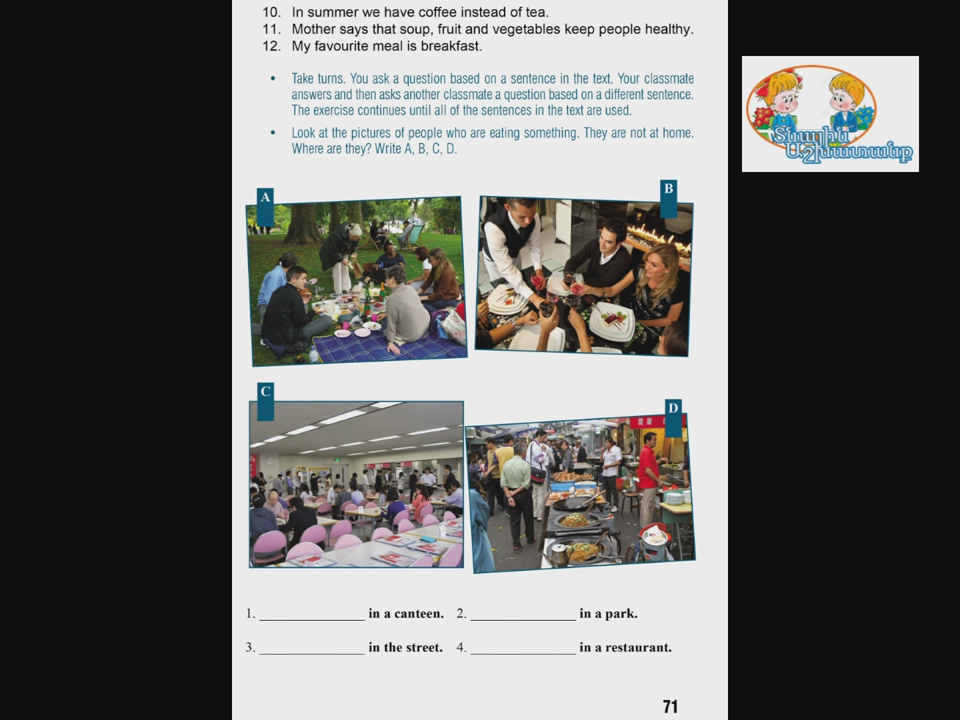 10. In summer we have coffee instead of tea.
11. Mother says that soup, fruit and vegetables keep people healthy.
12. My favourite meal is breakfast.
• Take turns. You ask a question based on a sentence in the text. Your classmate
answers and then asks another classmate a question based on a different sentence.
The exercise continues until all of the sentences in the text are used.
• Look at the pictures of people who are eating something. They are not at home.
Where are they? Write A, B, C, D.
Տնային
Աշխատանք
A
B
C
D
1. _______________ in a canteen. 2. _______________ in a park.
3. _______________ in the street. 4. _______________ in a restaurant.
71